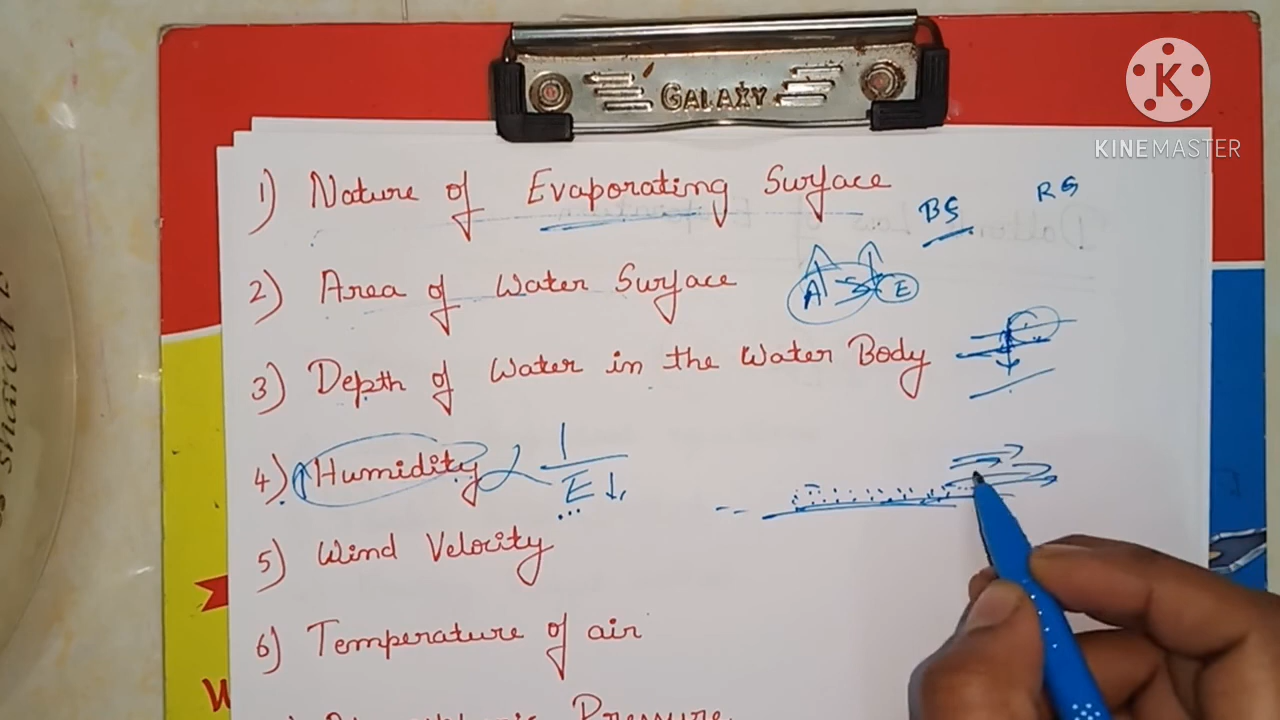 GALAXY
K
KINEMASTER
1) Nature of Evaporating Surface BS RS
2) Area of Water Surface A E
3) Depth of Water in the Water Body
4) Humidity ∝ 1/E ↓
5) Wind Velocity
6) Temperature of air
Pressure